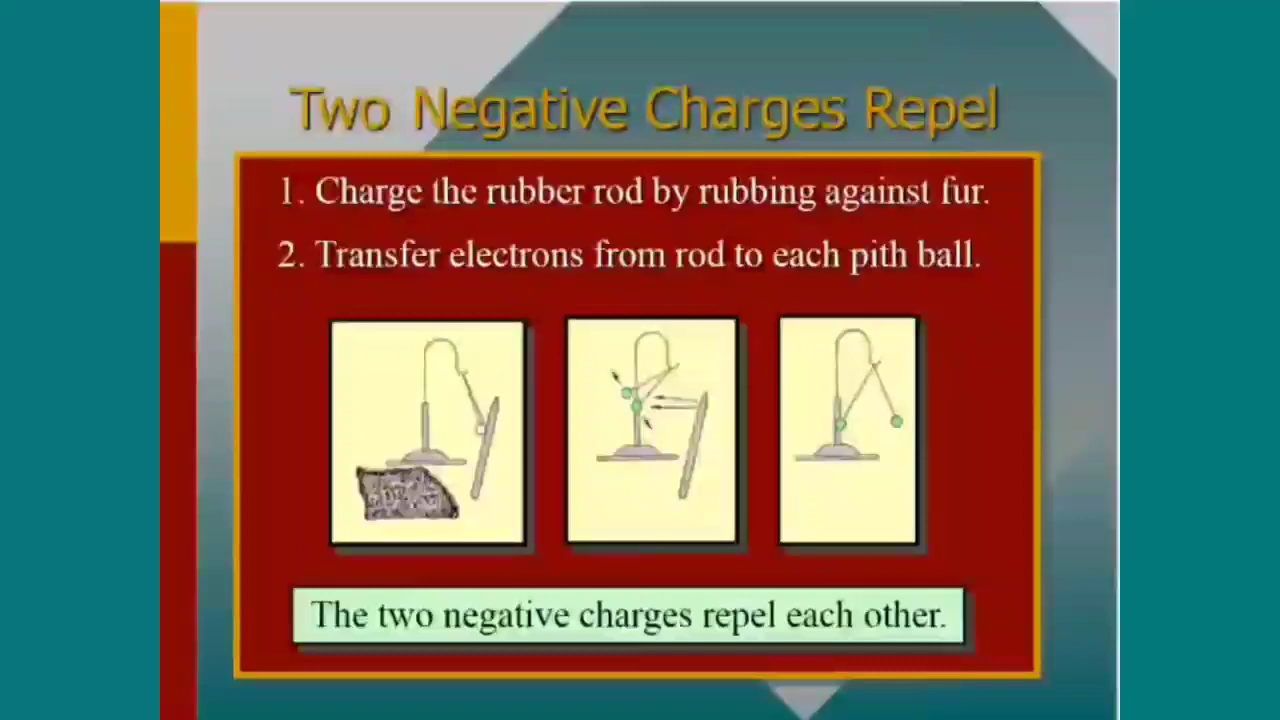 Two Negative Charges Repel
1. Charge the rubber rod by rubbing against fur.
2. Transfer electrons from rod to each pith ball.
The two negative charges repel each other.